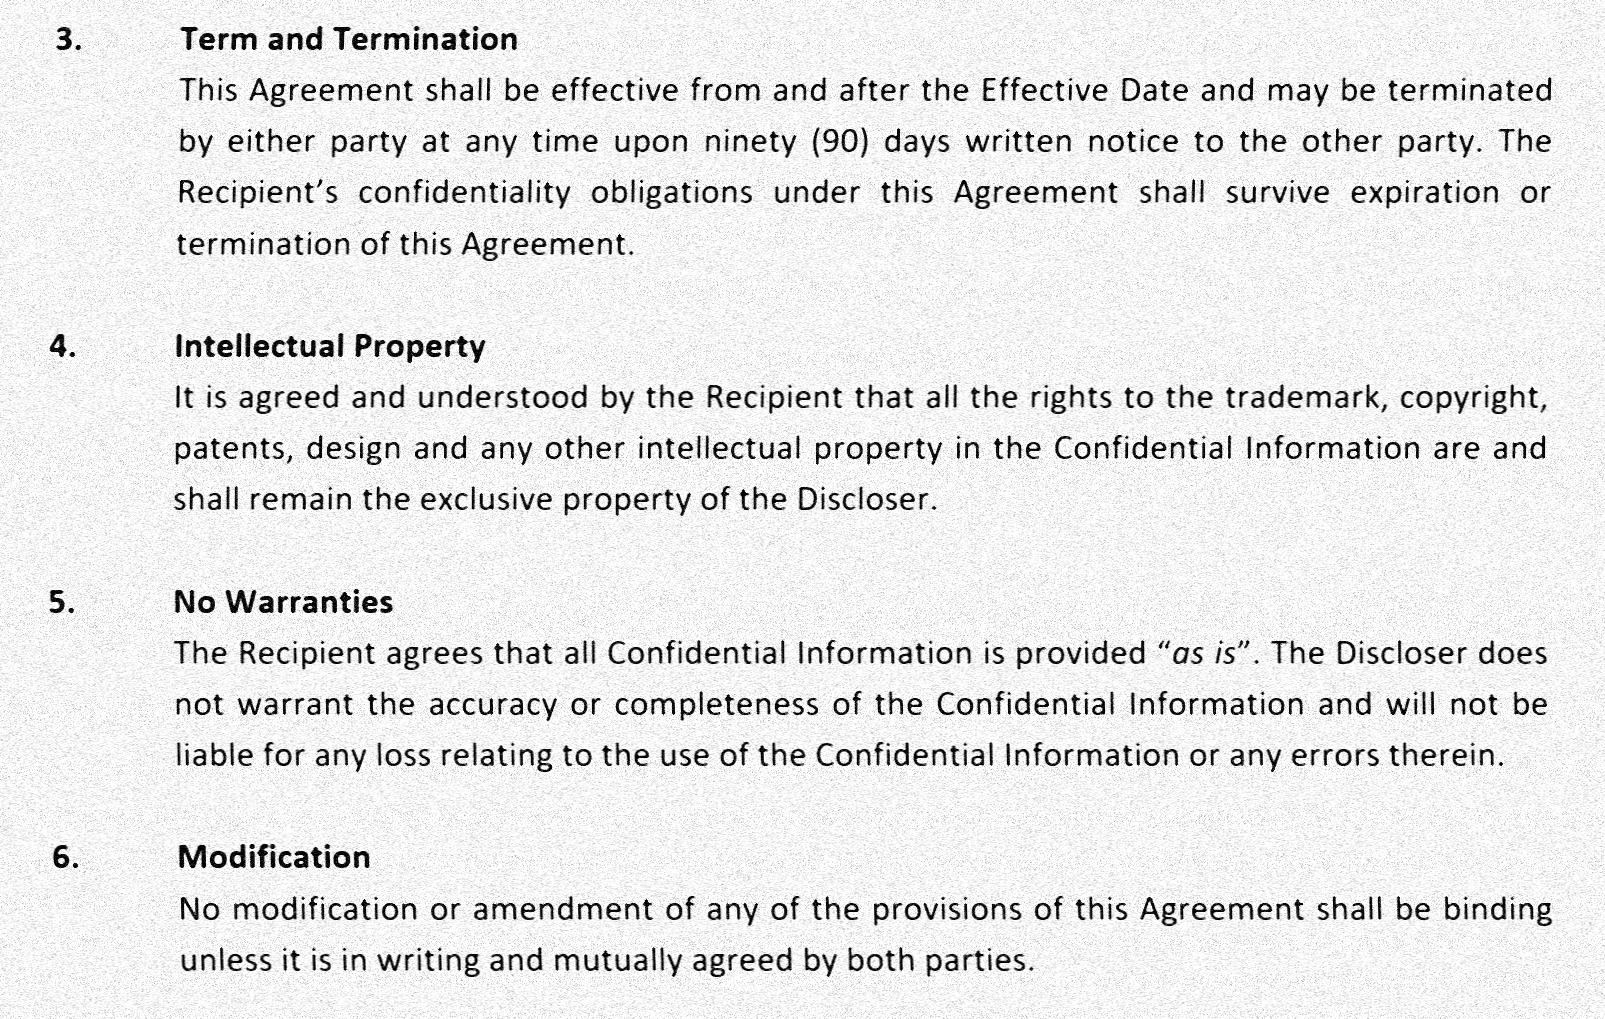 3. Term and Termination
This Agreement shall be effective from and after the Effective Date and may be terminated
by either party at any time upon ninety (90) days written notice to the other party. The
Recipient’s confidentiality obligations under this Agreement shall survive expiration or
termination of this Agreement.
4. Intellectual Property
It is agreed and understood by the Recipient that all the rights to the trademark, copyright,
patents, design and any other intellectual property in the Confidential Information are and
shall remain the exclusive property of the Discloser.
5. No Warranties
The Recipient agrees that all Confidential Information is provided “as is”. The Discloser does
not warrant the accuracy or completeness of the Confidential Information and will not be
liable for any loss relating to the use of the Confidential Information or any errors therein.
6. Modification
No modification or amendment of any of the provisions of this Agreement shall be binding
unless it is in writing and mutually agreed by both parties.